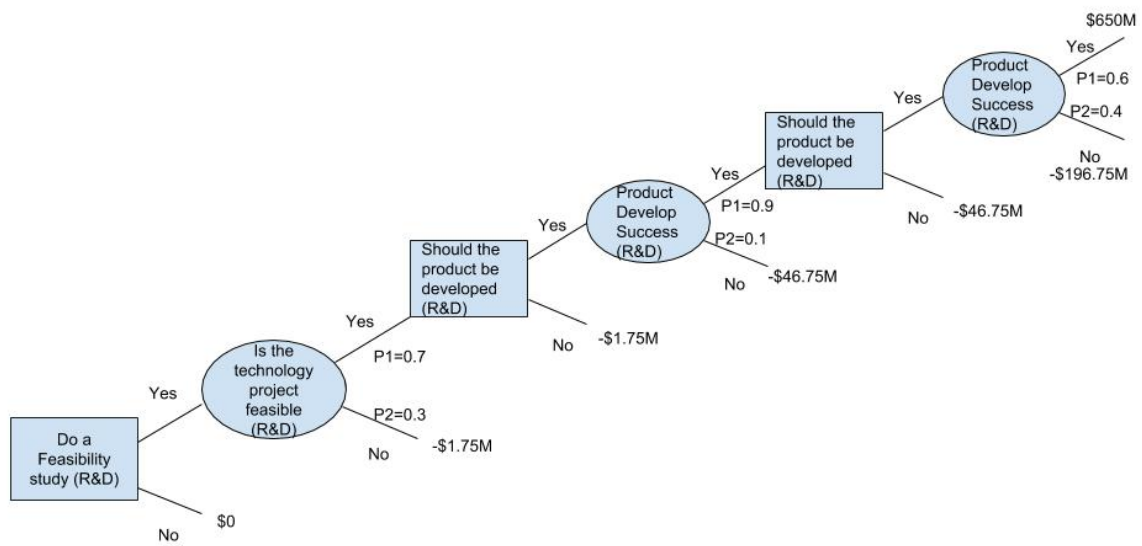 $650M
Yes
Product
Develop
Success
(R&D)
P1=0.6
P2=0.4
No
-$196.75M
Yes
Should the
product be
developed
(R&D)
No
-$46.75M
Yes
Product
Develop
Success
(R&D)
P1=0.9
P2=0.1
No
-$46.75M
Yes
Should the
product be
developed
(R&D)
No
-$1.75M
Yes
Is the
technology
project
feasible
(R&D)
P1=0.7
P2=0.3
No
-$1.75M
Yes
Do a
Feasibility
study (R&D)
No
$0